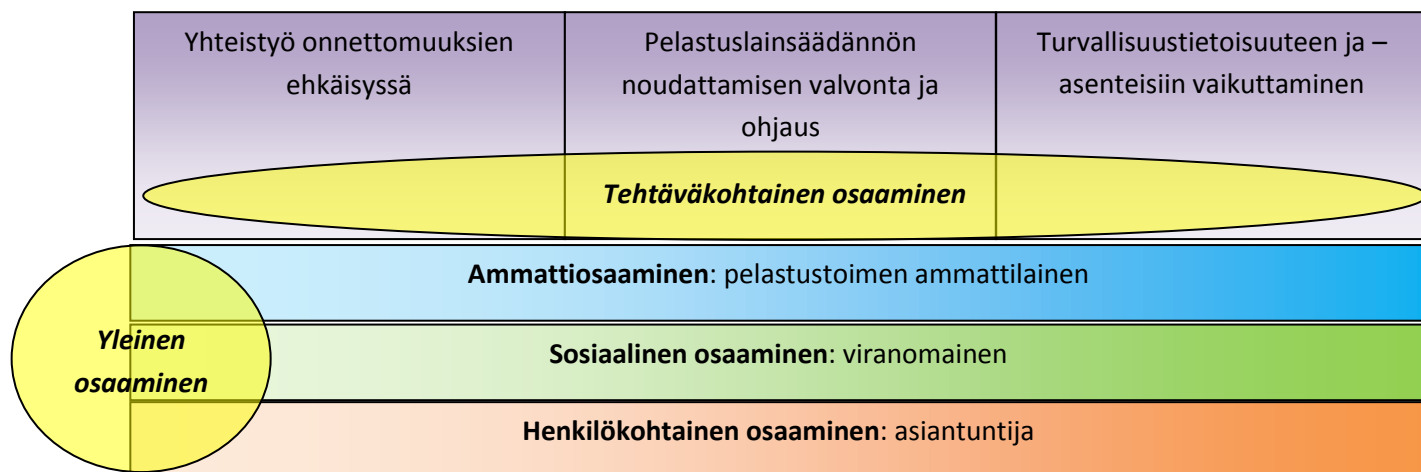 Yhteistyö onnettomuuksien
ehkäisyssä
Pelastuslainsäädännön
noudattamisen valvonta ja
ohjaus
Turvallisuustietoisuuteen ja –
asenteisiin vaikuttaminen
Tehtäväkohtainen osaaminen
Yleinen
osaaminen
Ammattiosaaminen: pelastustoimen ammattilainen
Sosiaalinen osaaminen: viranomainen
Henkilökohtainen osaaminen: asiantuntija